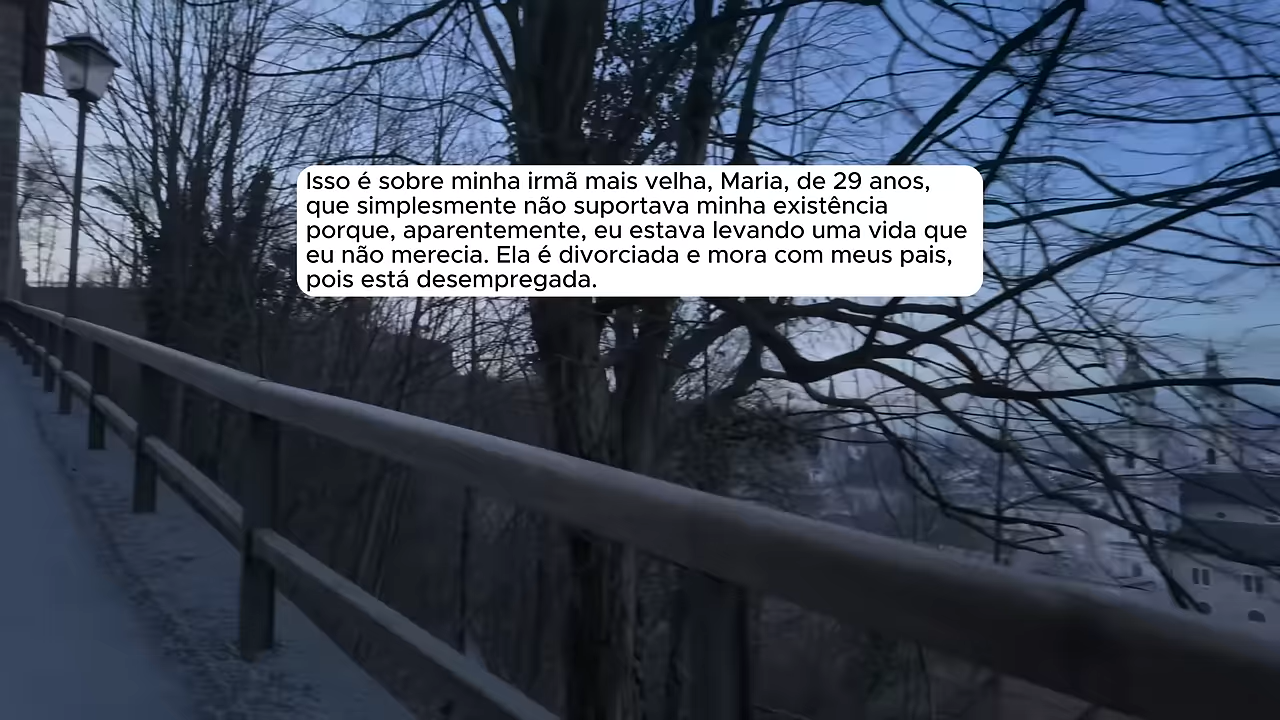 Isso é sobre minha irmã mais velha, Maria, de 29 anos,
que simplesmente não suportava minha existência
porque, aparentemente, eu estava levando uma vida que
eu não merecia. Ela é divorciada e mora com meus pais,
pois está desempregada.